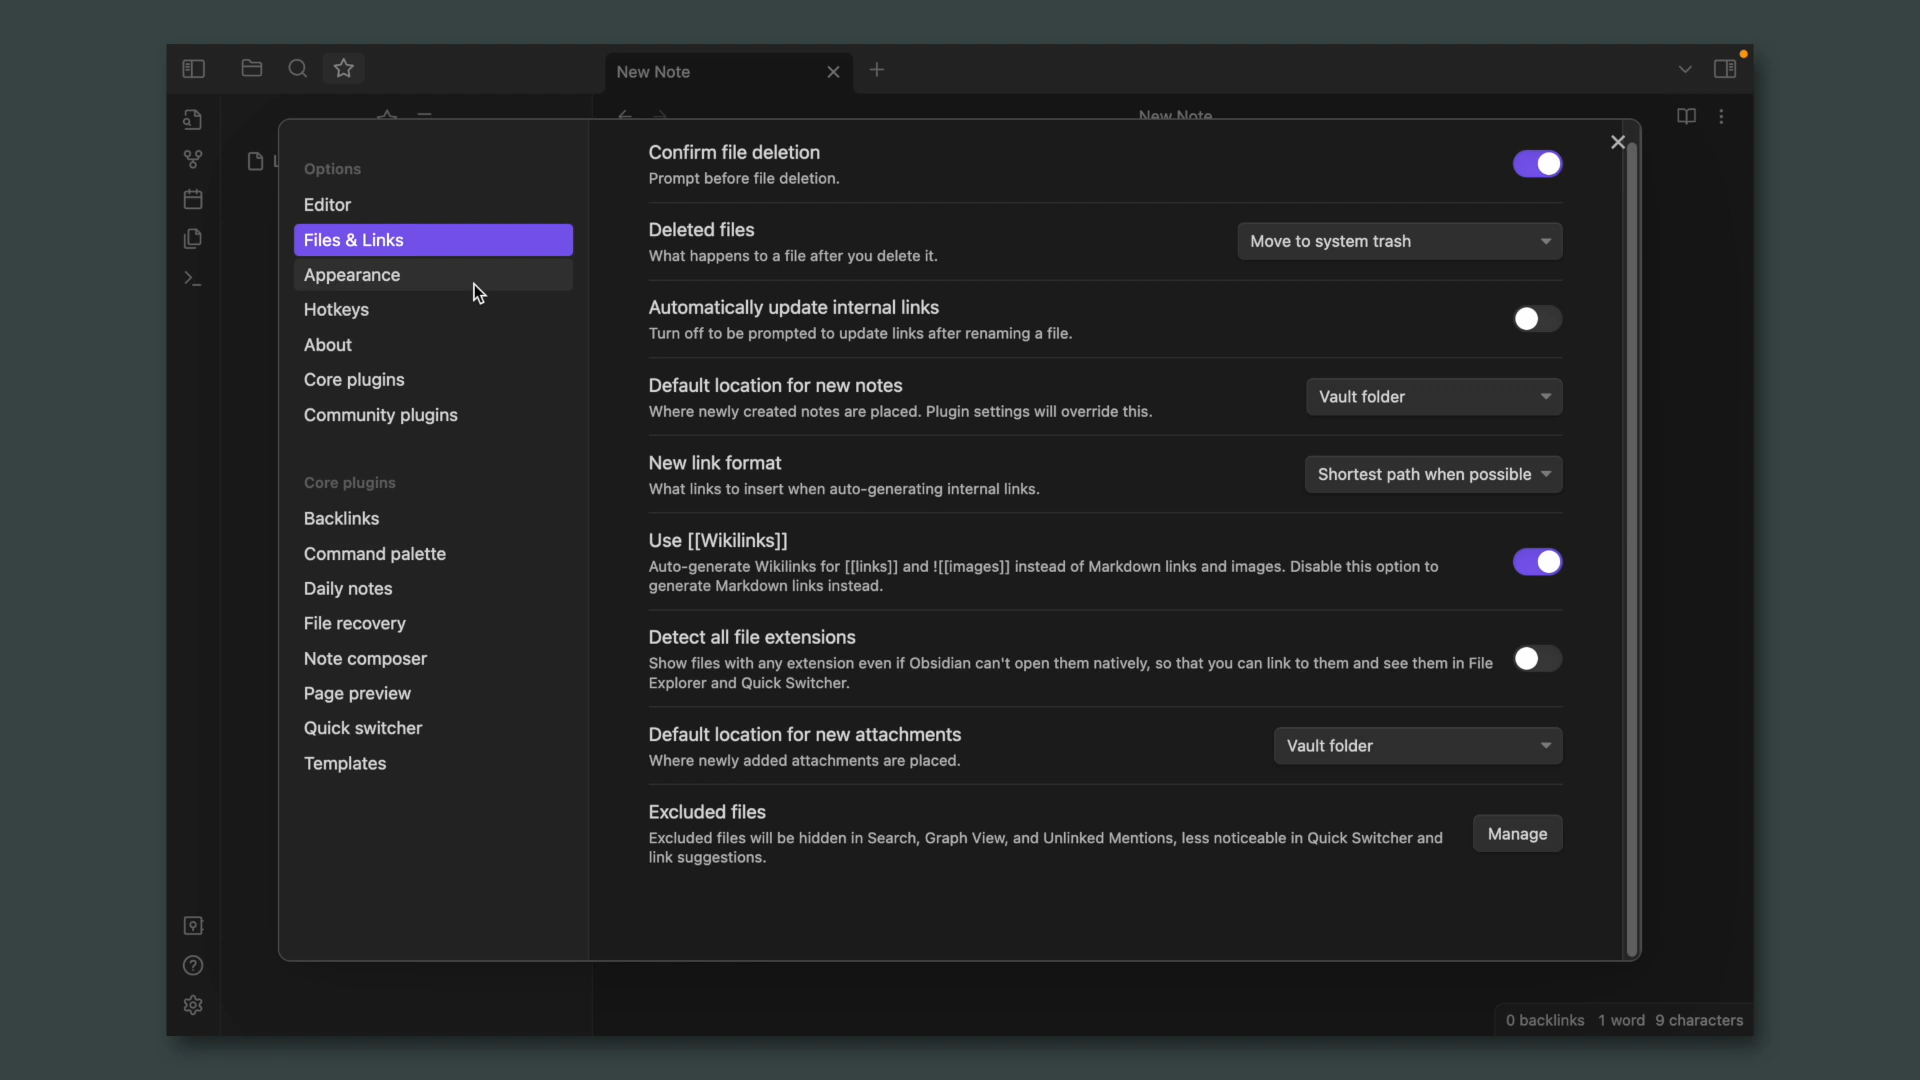 New Note
New Note
Options
Editor
Files & Links
Appearance
Hotkeys
About
Core plugins
Community plugins
Core plugins
Backlinks
Command palette
Daily notes
File recovery
Note composer
Page preview
Quick switcher
Templates
Confirm file deletion
Prompt before file deletion.
Deleted files
What happens to a file after you delete it.
Move to system trash
Automatically update internal links
Turn off to be prompted to update links after renaming a file.
Default location for new notes
Where newly created notes are placed. Plugin settings will override this.
Vault folder
New link format
What links to insert when auto-generating internal links.
Shortest path when possible
Use [[Wikilinks]]
Auto-generate Wikilinks for [[links]] and ![[images]] instead of Markdown links and images. Disable this option to
generate Markdown links instead.
Detect all file extensions
Show files with any extension even if Obsidian can't open them natively, so that you can link to them and see them in File
Explorer and Quick Switcher.
Default location for new attachments
Where newly added attachments are placed.
Vault folder
Excluded files
Excluded files will be hidden in Search, Graph View, and Unlinked Mentions, less noticeable in Quick Switcher and
link suggestions.
Manage
0 backlinks 1 word 9 characters